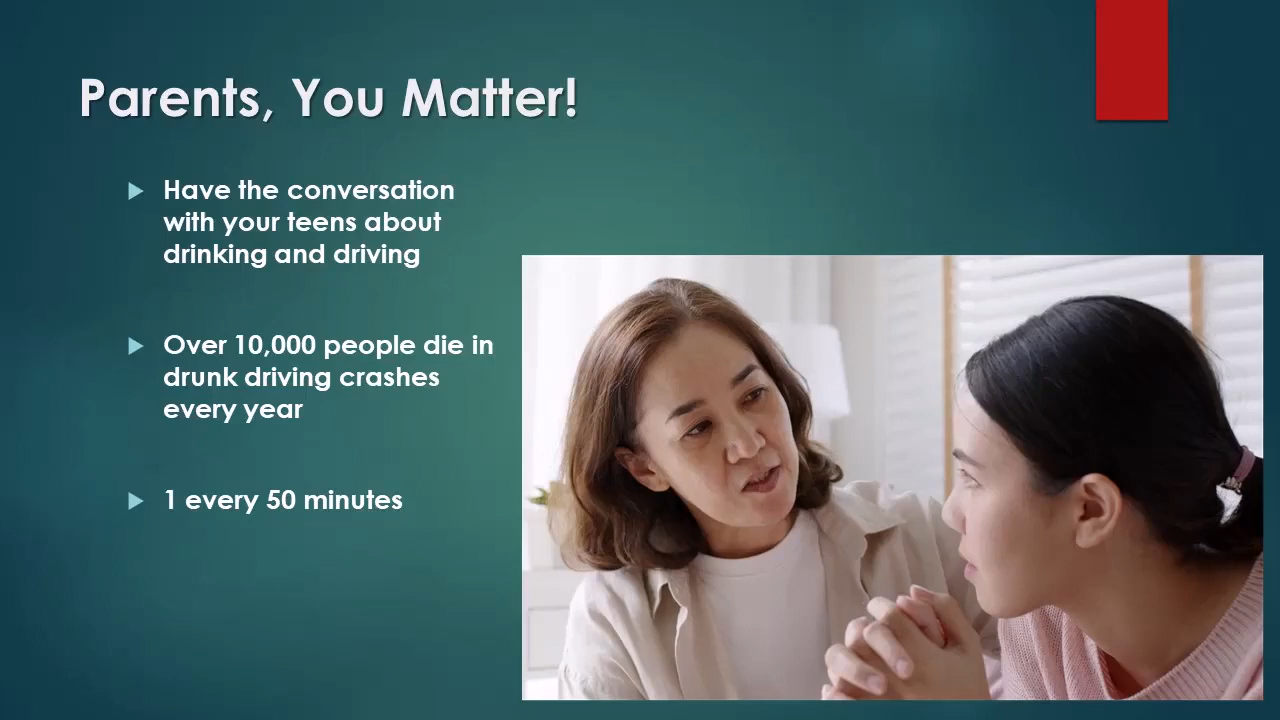 Parents, You Matter!
Have the conversation
with your teens about
drinking and driving
Over 10,000 people die in
drunk driving crashes
every year
1 every 50 minutes